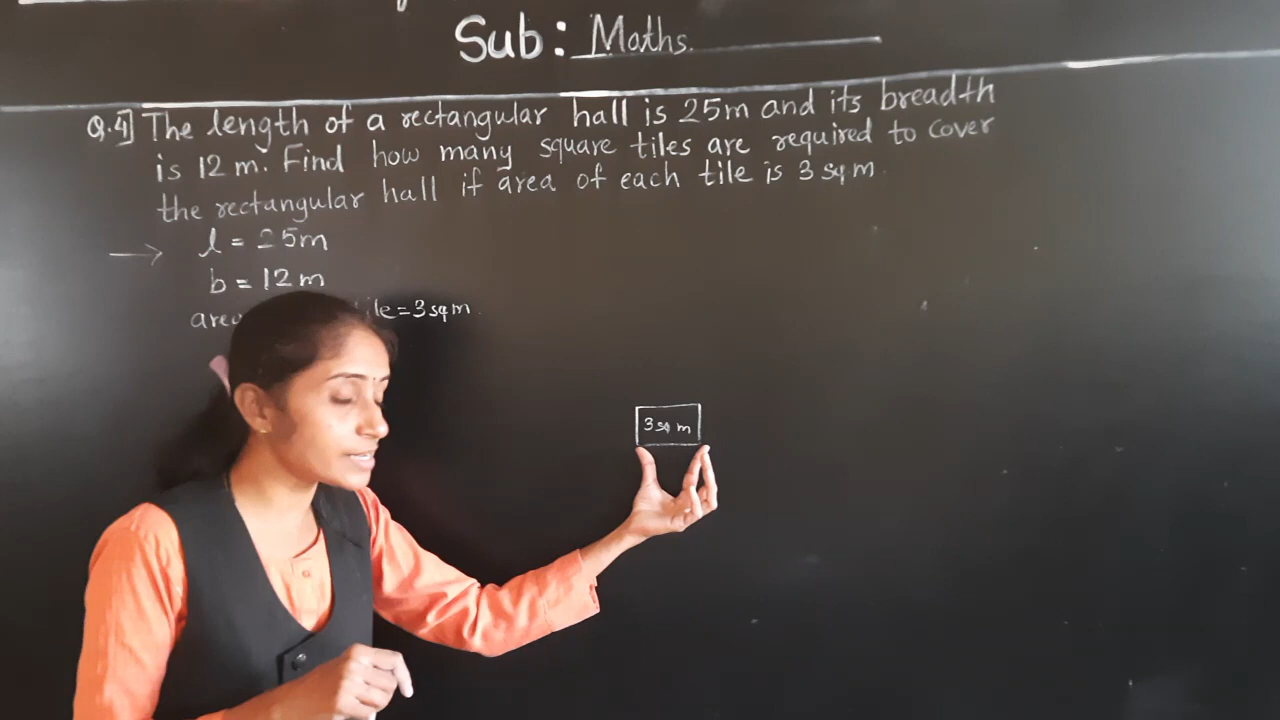 Sub: Maths.
Q.4] The length of a rectangular hall is 25m and its breadth
is 12 m. Find how many square tiles are required to cover
the rectangular hall if area of each tile is 3 sq m.
→ l = 25m
b = 12 m
= 3 sq m.
3 sq m